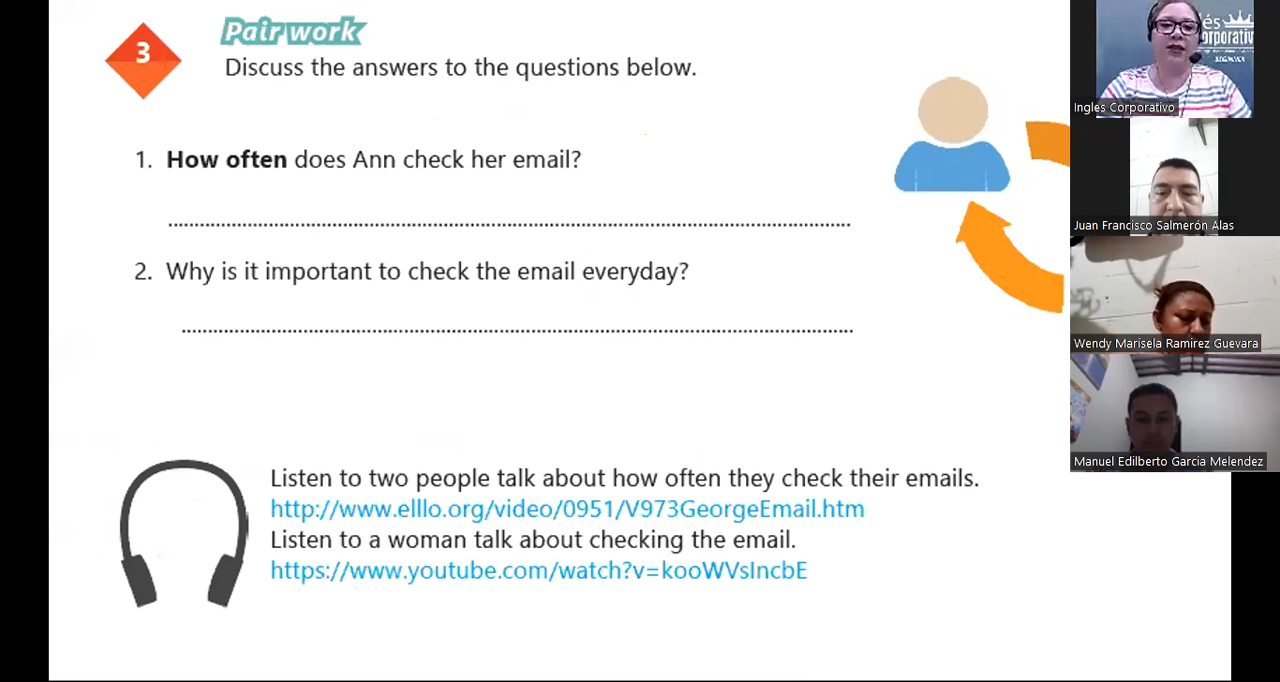 3
Pair work
Discuss the answers to the questions below.
1. How often does Ann check her email?
2. Why is it important to check the email everyday?
Listen to two people talk about how often they check their emails.
http://www.elllo.org/video/0951/V973GeorgeEmail.htm
Listen to a woman talk about checking the email.
https://www.youtube.com/watch?v=kooWVsIncbE
Ingles Corporativo
Juan Francisco Salmerón Alas
Wendy Marisela Ramirez Guevara
Manuel Edilberto Garcia Melendez